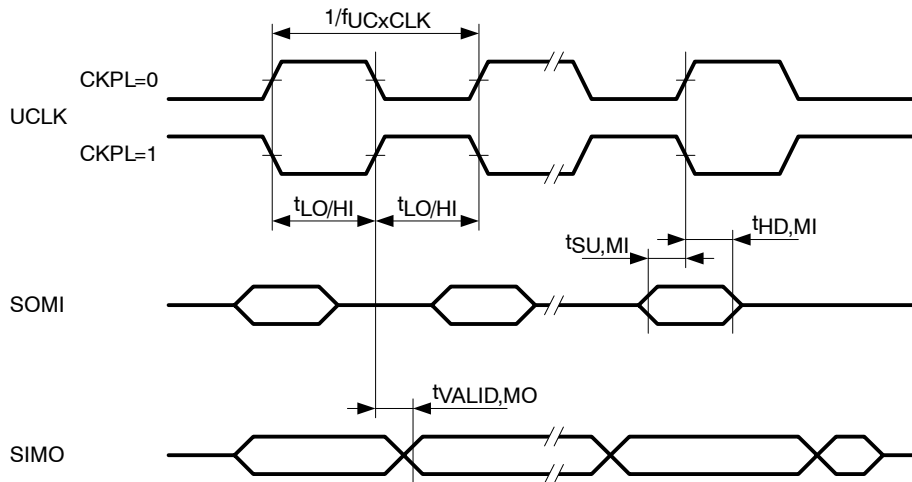 1/fUCxCLK
CKPL=0
UCLK
CKPL=1
tLO/HI tLO/HI
tHD,MI
tSU,MI
SOMI
tVALID,MO
SIMO